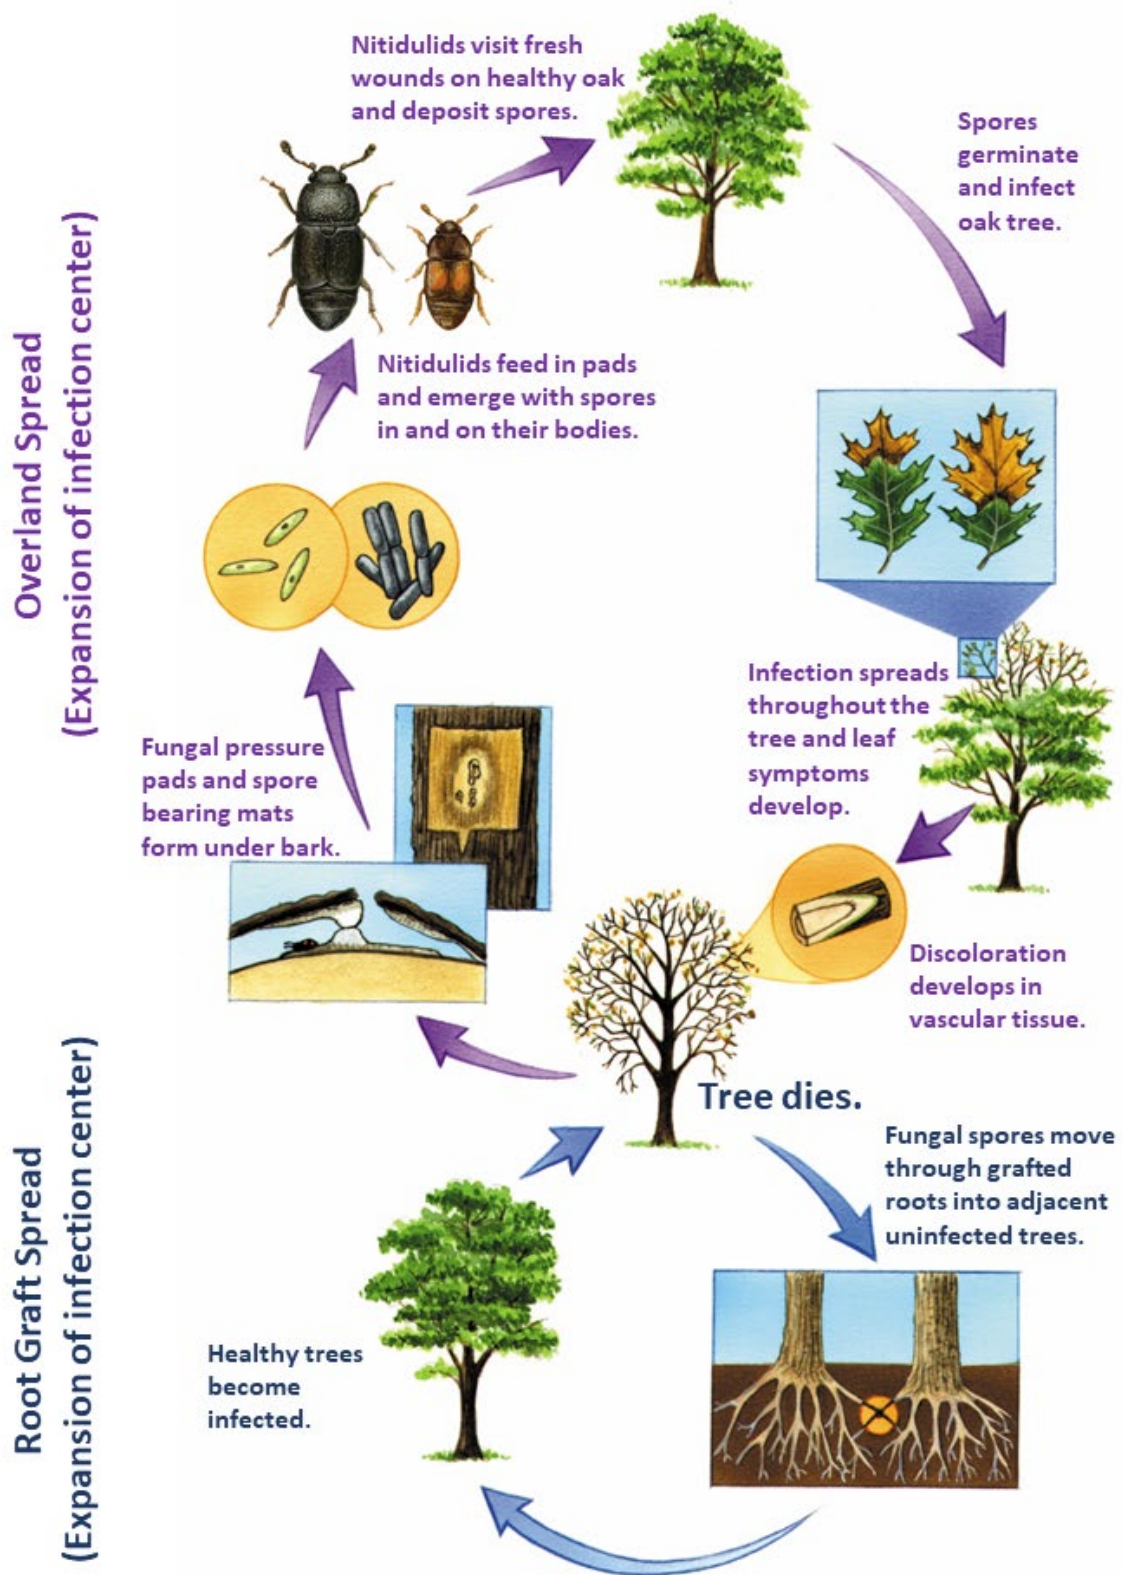 Nitidulids visit fresh
wounds on healthy oak
and deposit spores.
Spores
germinate
and infect
oak tree.
Overland Spread
(Expansion of infection center)
Nitidulids feed in pads
and emerge with spores
in and on their bodies.
Infection spreads
throughout the
tree and leaf
symptoms
develop.
Fungal pressure
pads and spore
bearing mats
form under bark.
Discoloration
develops in
vascular tissue.
Tree dies.
Root Graft Spread
(Expansion of infection center)
Fungal spores move
through grafted
roots into adjacent
uninfected trees.
Healthy trees
become
infected.